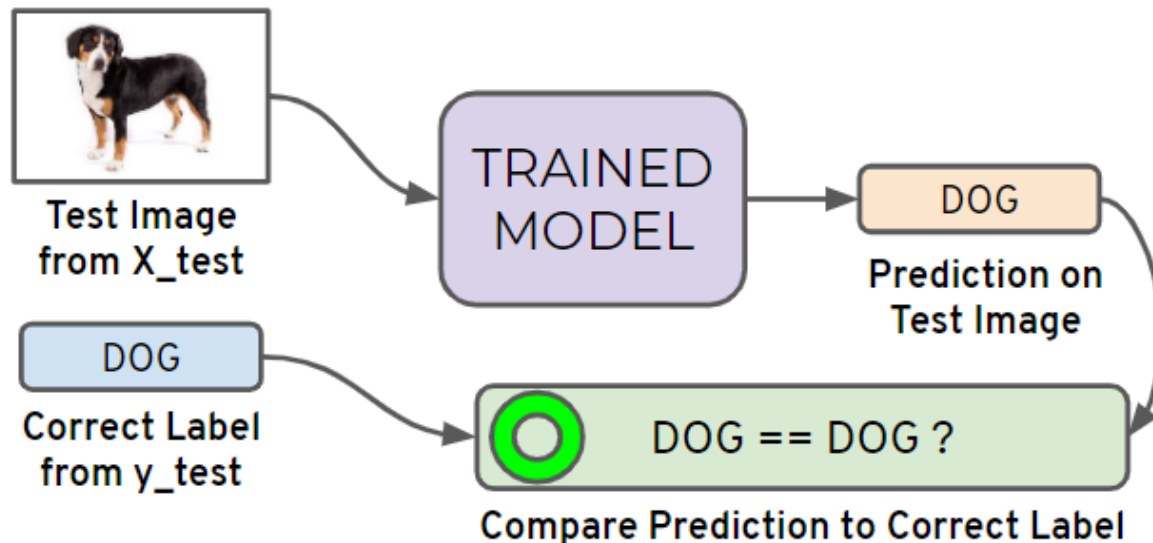 Test Image
from X_test
TRAINED
MODEL
DOG
Prediction on
Test Image
DOG
Correct Label
from y_test
DOG == DOG ?
Compare Prediction to Correct Label